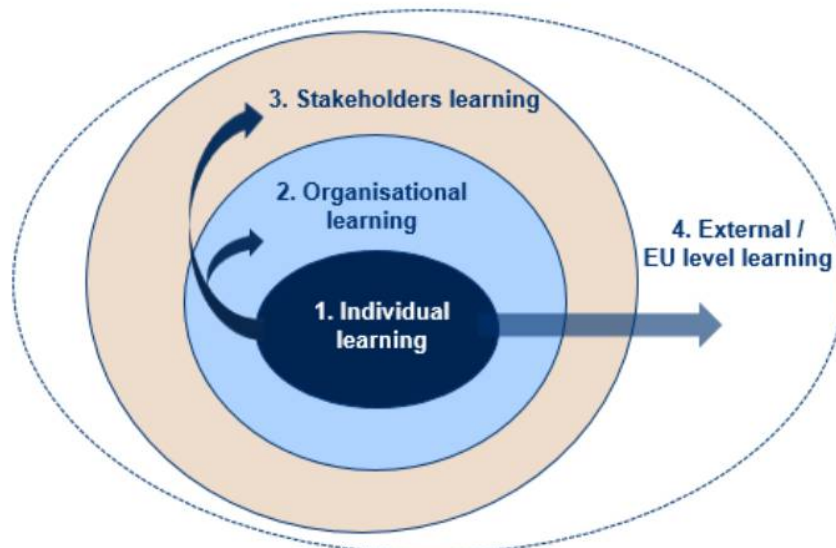 3. Stakeholders learning
2. Organisational
learning
4. External /
EU level learning
1. Individual
learning